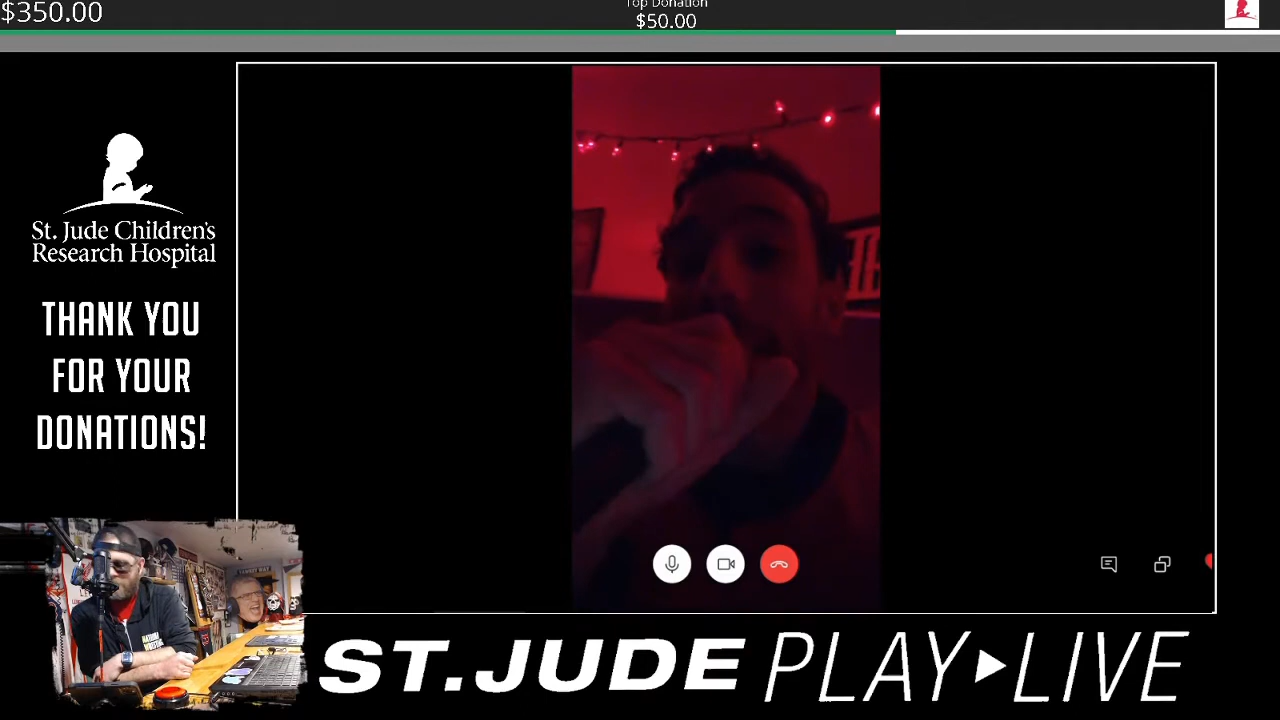 $350.00
Top Donation
$50.00
St. Jude Children's
Research Hospital
THANK YOU
FOR YOUR
DONATIONS!
ST. JUDE PLAY LIVE